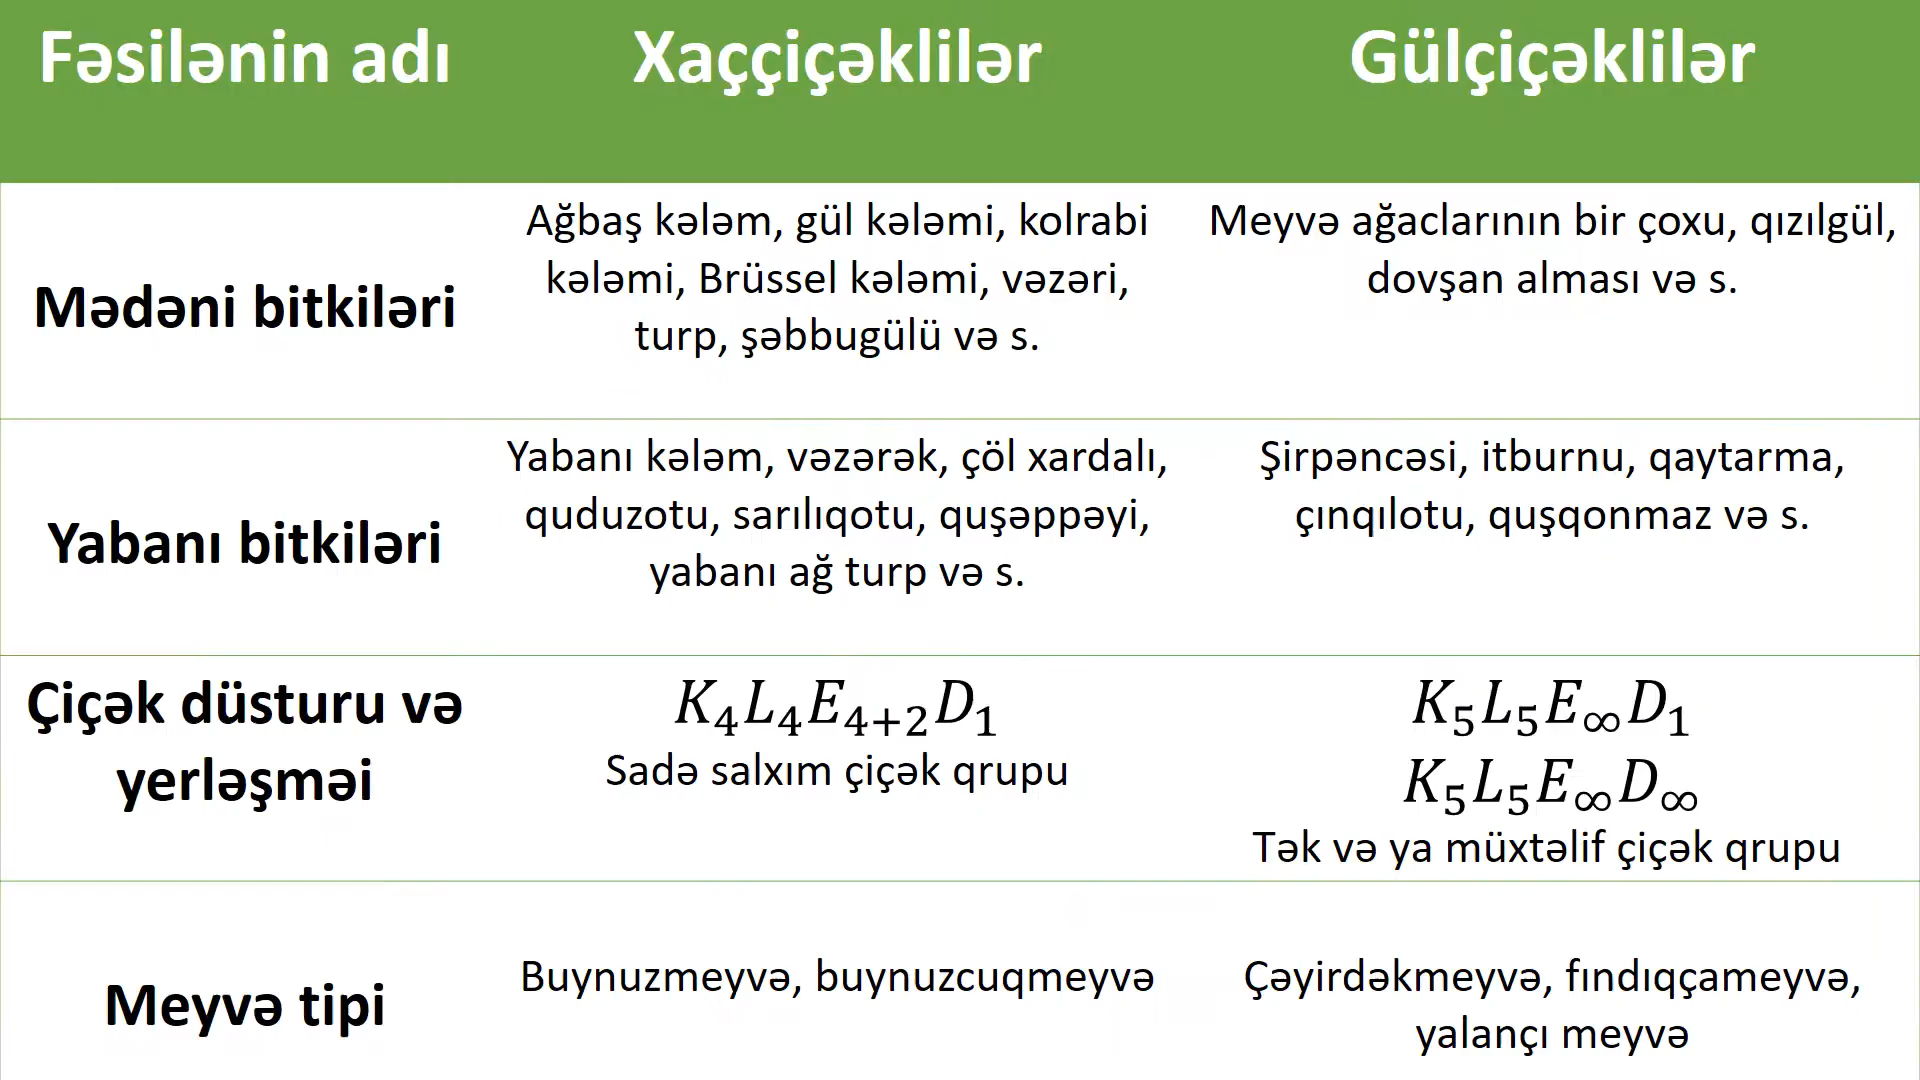 Fəsilənin adı
Xaççiçəklilər
Gülçiçəklilər
Mədəni bitkiləri
Ağbaş kələm, gül kələmi, kolrabi
kələmi, Brüssel kələmi, vəzəri,
turp, şəbbugülü və s.
Meyvə ağaclarının bir çoxu, qızılgül,
dovşan alması və s.
Yabanı bitkiləri
Yabanı kələm, vəzərək, çöl xardalı,
quduzotu, sarılıqotu, quşəppəyi,
yabanı ağ turp və s.
Şirpəncəsi, itburnu, qaytarma,
çınqılotu, quşqonmaz və s.
Çiçək düsturu və
yerləşməi
K₄L₄E₄₊₂D₁
Sadə salxım çiçək qrupu
K₅L₅E∞D₁
K₅L₅E∞D∞
Tək və ya müxtəlif çiçək qrupu
Meyvə tipi
Buynuzmeyvə, buynuzcuqmeyvə
Çəyirdəkmeyvə, fındıqçameyvə,
yalançı meyvə